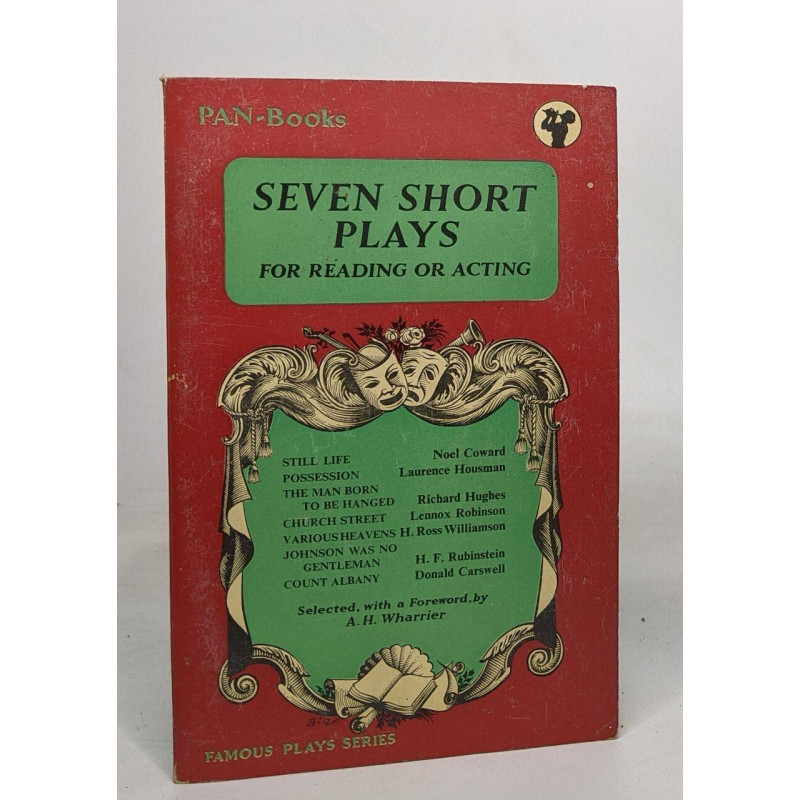 PAN-Books
SEVEN SHORT
PLAYS
FOR READING OR ACTING
STILL LIFE Noel Coward
POSSESSION Laurence Housman
THE MAN BORN
TO BE HANGED Richard Hughes
CHURCH STREET Lennox Robinson
VARIOUS HEAVENS H. Ross Williamson
JOHNSON WAS NO
GENTLEMAN H. F. Rubinstein
COUNT ALBANY Donald Carswell
Selected, with a Foreword, by
A. H. Wharrier
FAMOUS PLAYS SERIES